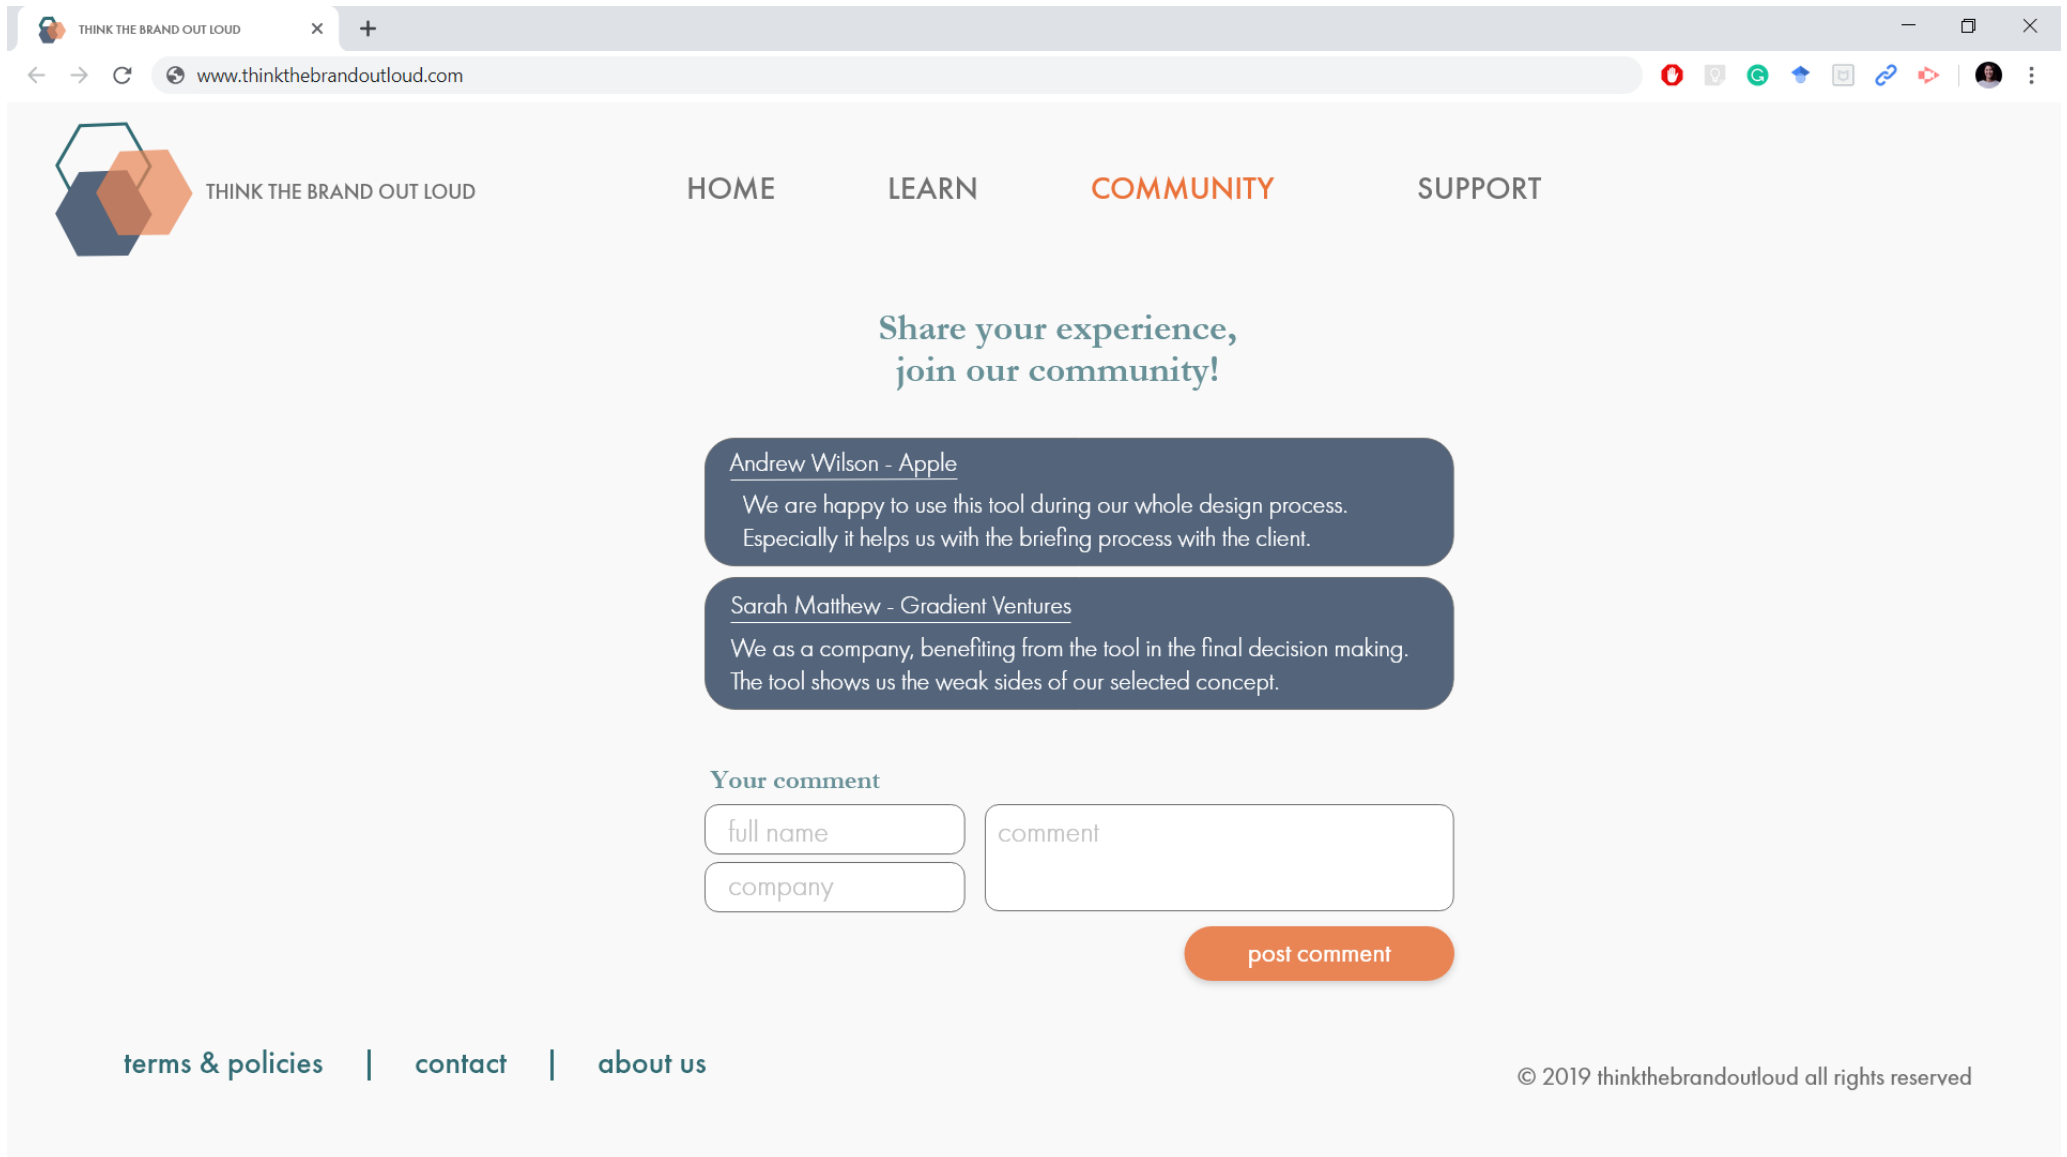 THINK THE BRAND OUT LOUD
www.thinkthebrandoutloud.com
THINK THE BRAND OUT LOUD
HOME
LEARN
COMMUNITY
SUPPORT
Share your experience,
join our community!
Andrew Wilson - Apple
We are happy to use this tool during our whole design process.
Especially it helps us with the briefing process with the client.
Sarah Matthew - Gradient Ventures
We as a company, benefiting from the tool in the final decision making.
The tool shows us the weak sides of our selected concept.
Your comment
full name
comment
company
post comment
terms & policies | contact | about us
© 2019 thinkthebrandoutloud all rights reserved